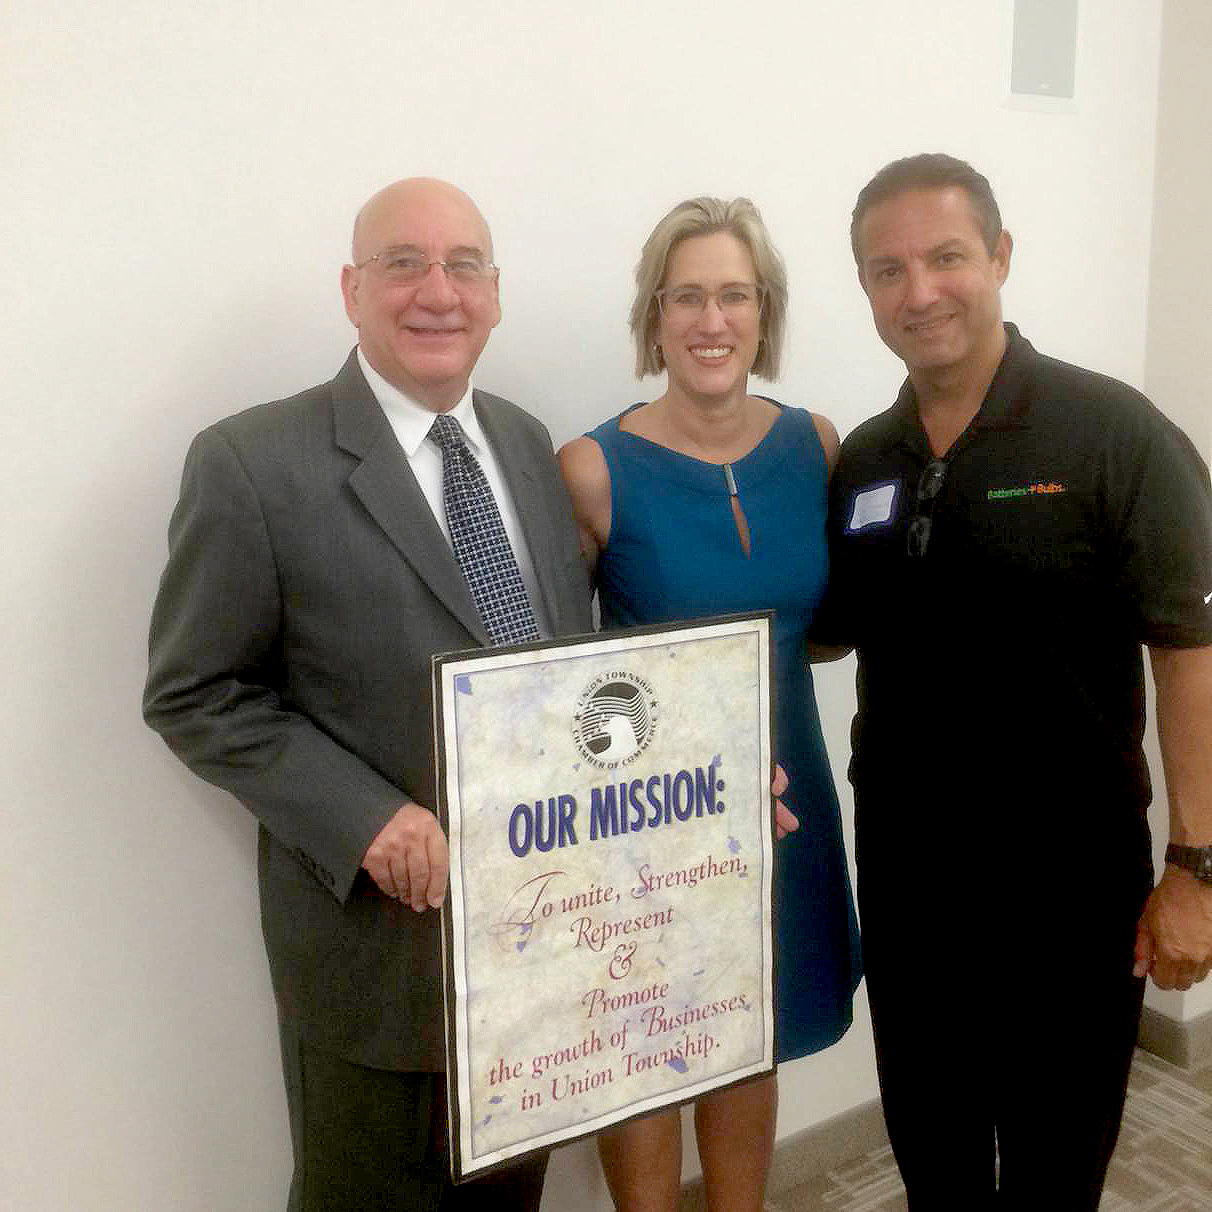 UNION TOWNSHIP
CHAMBER OF COMMERCE
OUR MISSION:
To unite, Strengthen,
Represent
&
Promote
the growth of Businesses
in Union Township.
Batteries + Bulbs